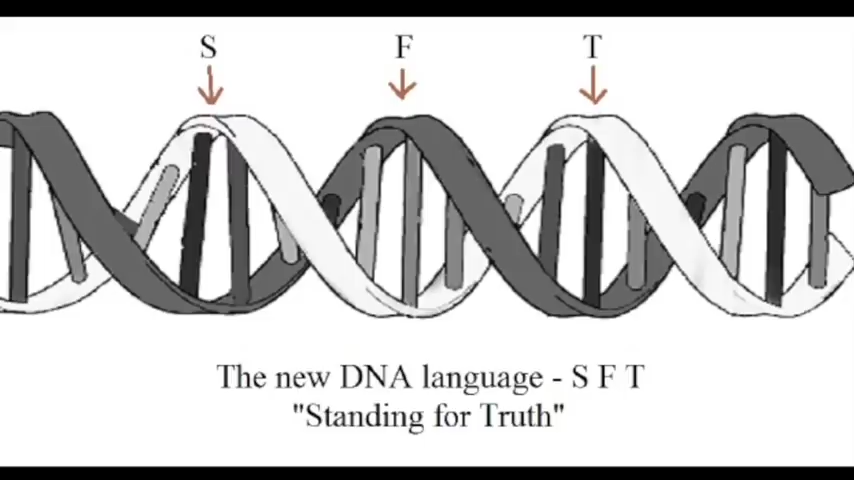 S F T
The new DNA language - S F T
"Standing for Truth"